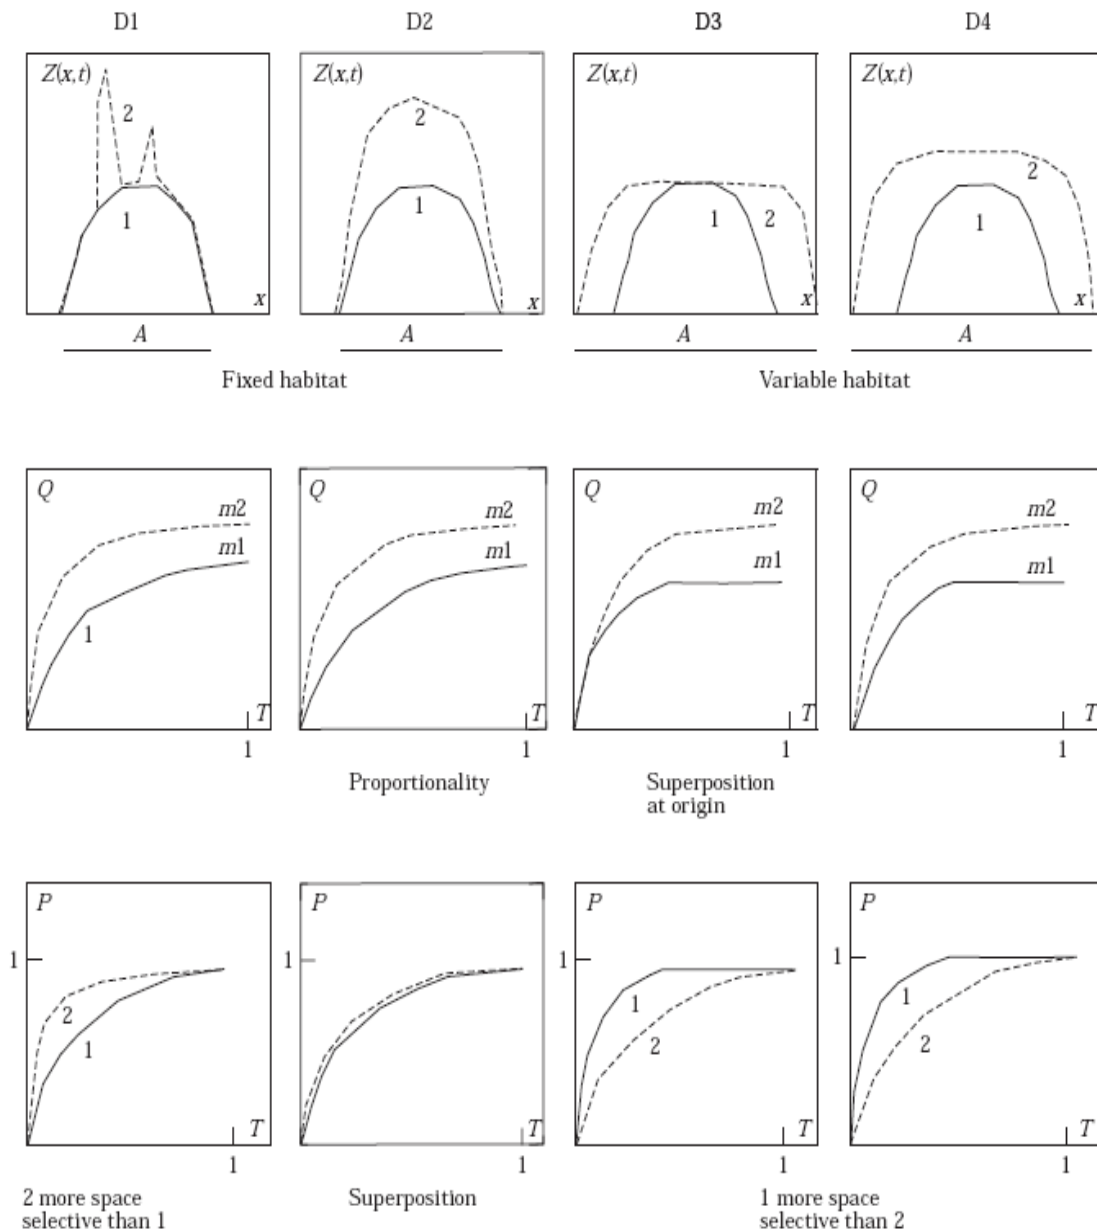 D1 D2 D3 D4
Z(x,t) Z(x,t) Z(x,t) Z(x,t)
2 2 2
1 1 1 2 1
x x x x
A A A A
Fixed habitat Variable habitat
Q Q Q Q
m2 m2 m2 m2
m1 m1 m1 m1
1
T T T T
1 1 1 1
Proportionality Superposition
at origin
P P P P
1 1 1 1
2 1 1
1 2 2
T T T T
1 1 1 1
2 more space Superposition 1 more space
selective than 1 selective than 2